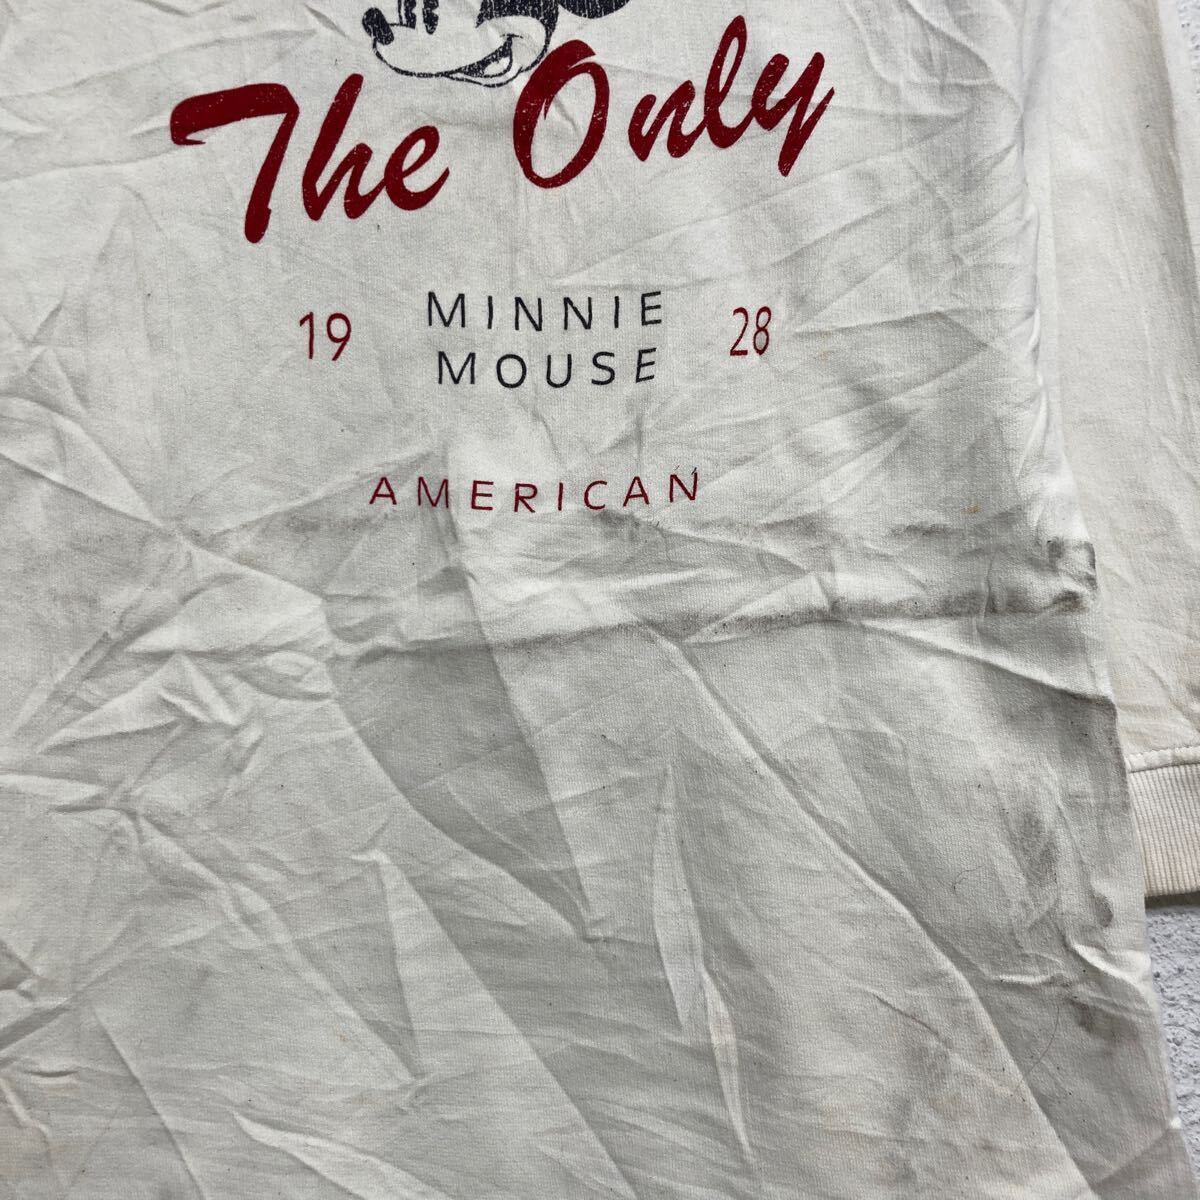 The Only
19 MINNIE 28
MOUSE
AMERICAN